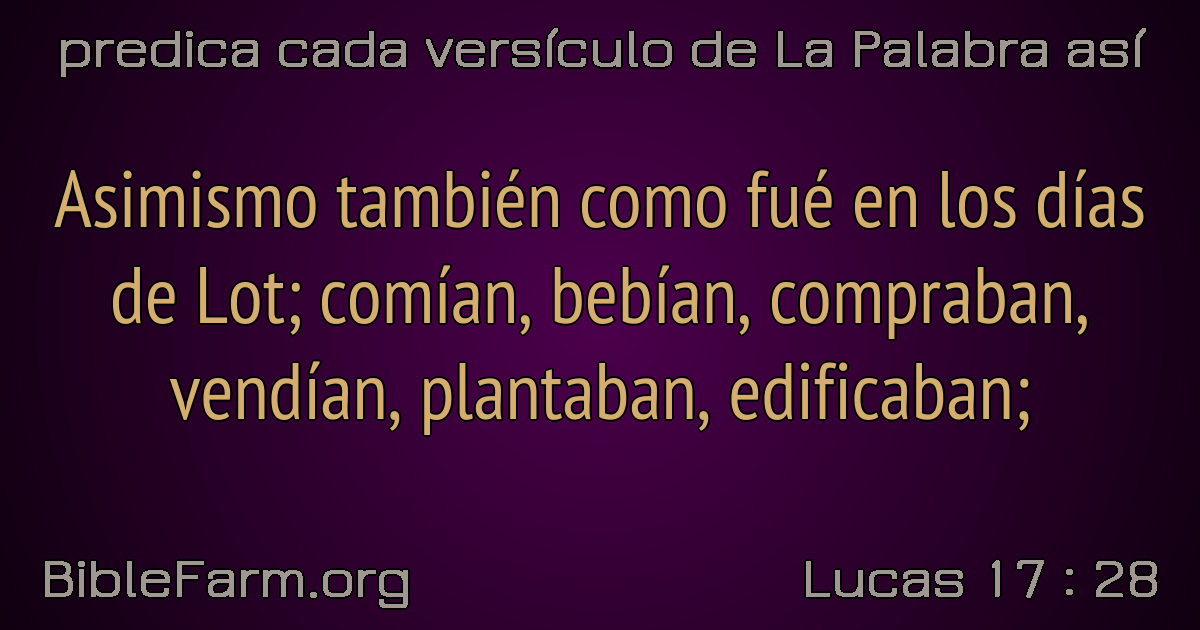 predica cada versículo de La Palabra así
Asimismo también como fué en los días
de Lot; comían, bebían, compraban,
vendían, plantaban, edificaban;
BibleFarm.org
Lucas 17 : 28